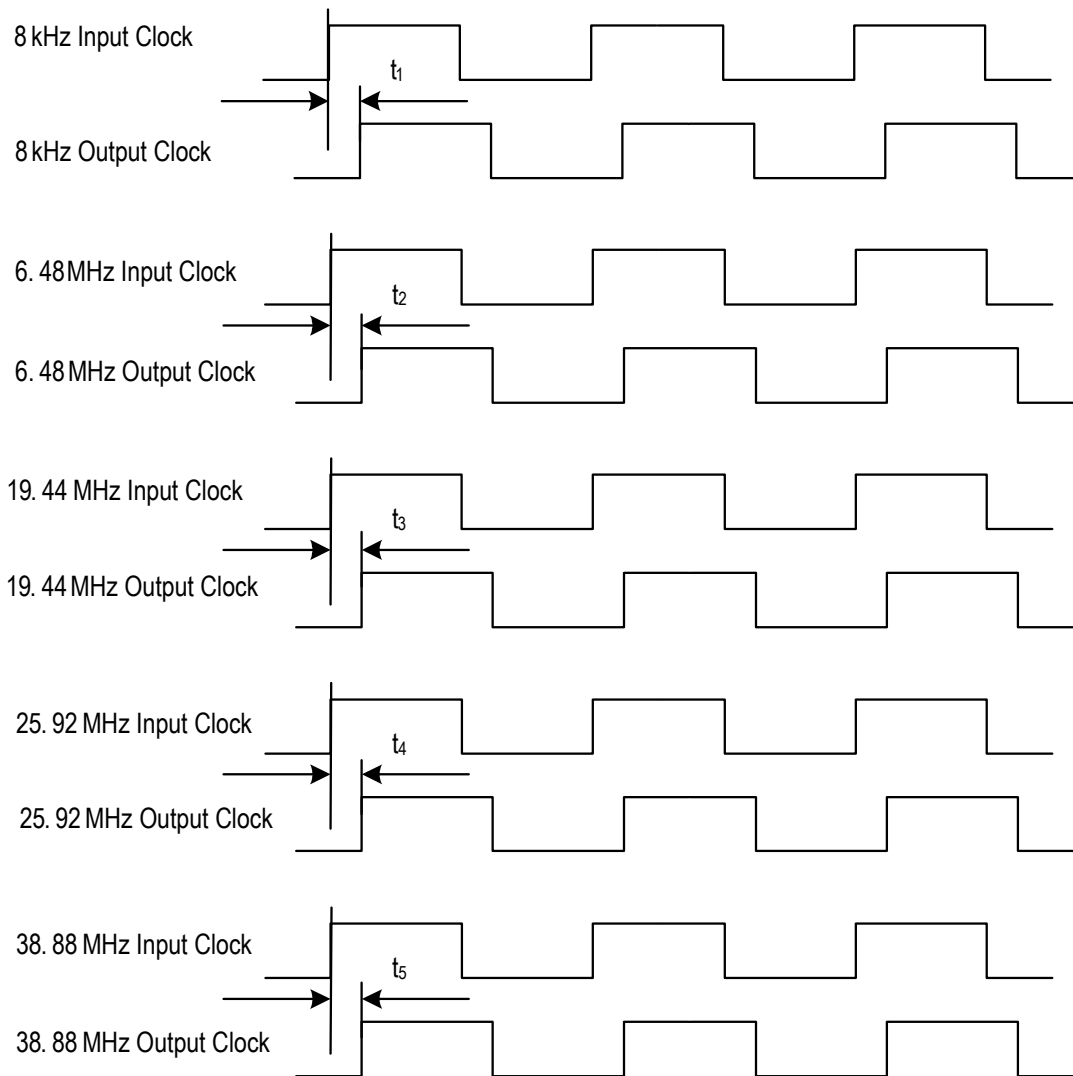 8 kHz Input Clock
t1
8 kHz Output Clock
6. 48 MHz Input Clock
t2
6. 48 MHz Output Clock
19. 44 MHz Input Clock
t3
19. 44 MHz Output Clock
25. 92 MHz Input Clock
t4
25. 92 MHz Output Clock
38. 88 MHz Input Clock
t5
38. 88 MHz Output Clock